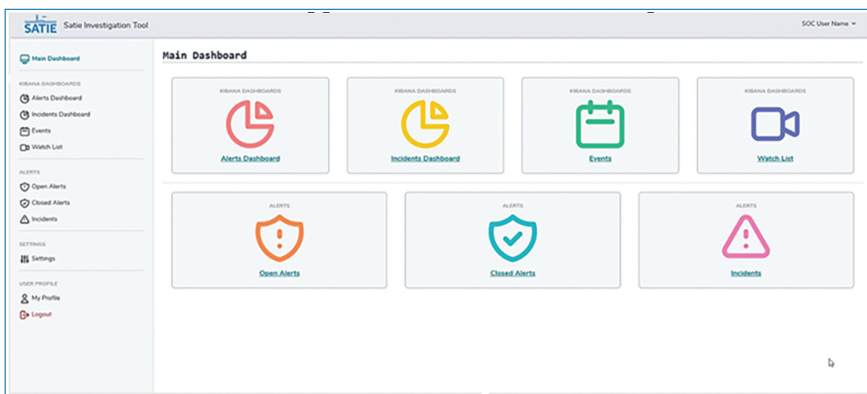 SATIE Satie Investigation Tool
SOC User Name
Main Dashboard
KIBANA DASHBOARDS
Alerts Dashboard
Incidents Dashboard
Events
Watch List
ALERTS
Open Alerts
Closed Alerts
Incidents
SETTINGS
Settings
USER PROFILE
My Profile
Logout
Main Dashboard
KIBANA DASHBOARDS
Alerts Dashboard
KIBANA DASHBOARDS
Incidents Dashboard
KIBANA DASHBOARDS
Events
KIBANA DASHBOARDS
Watch List
ALERTS
Open Alerts
ALERTS
Closed Alerts
ALERTS
Incidents